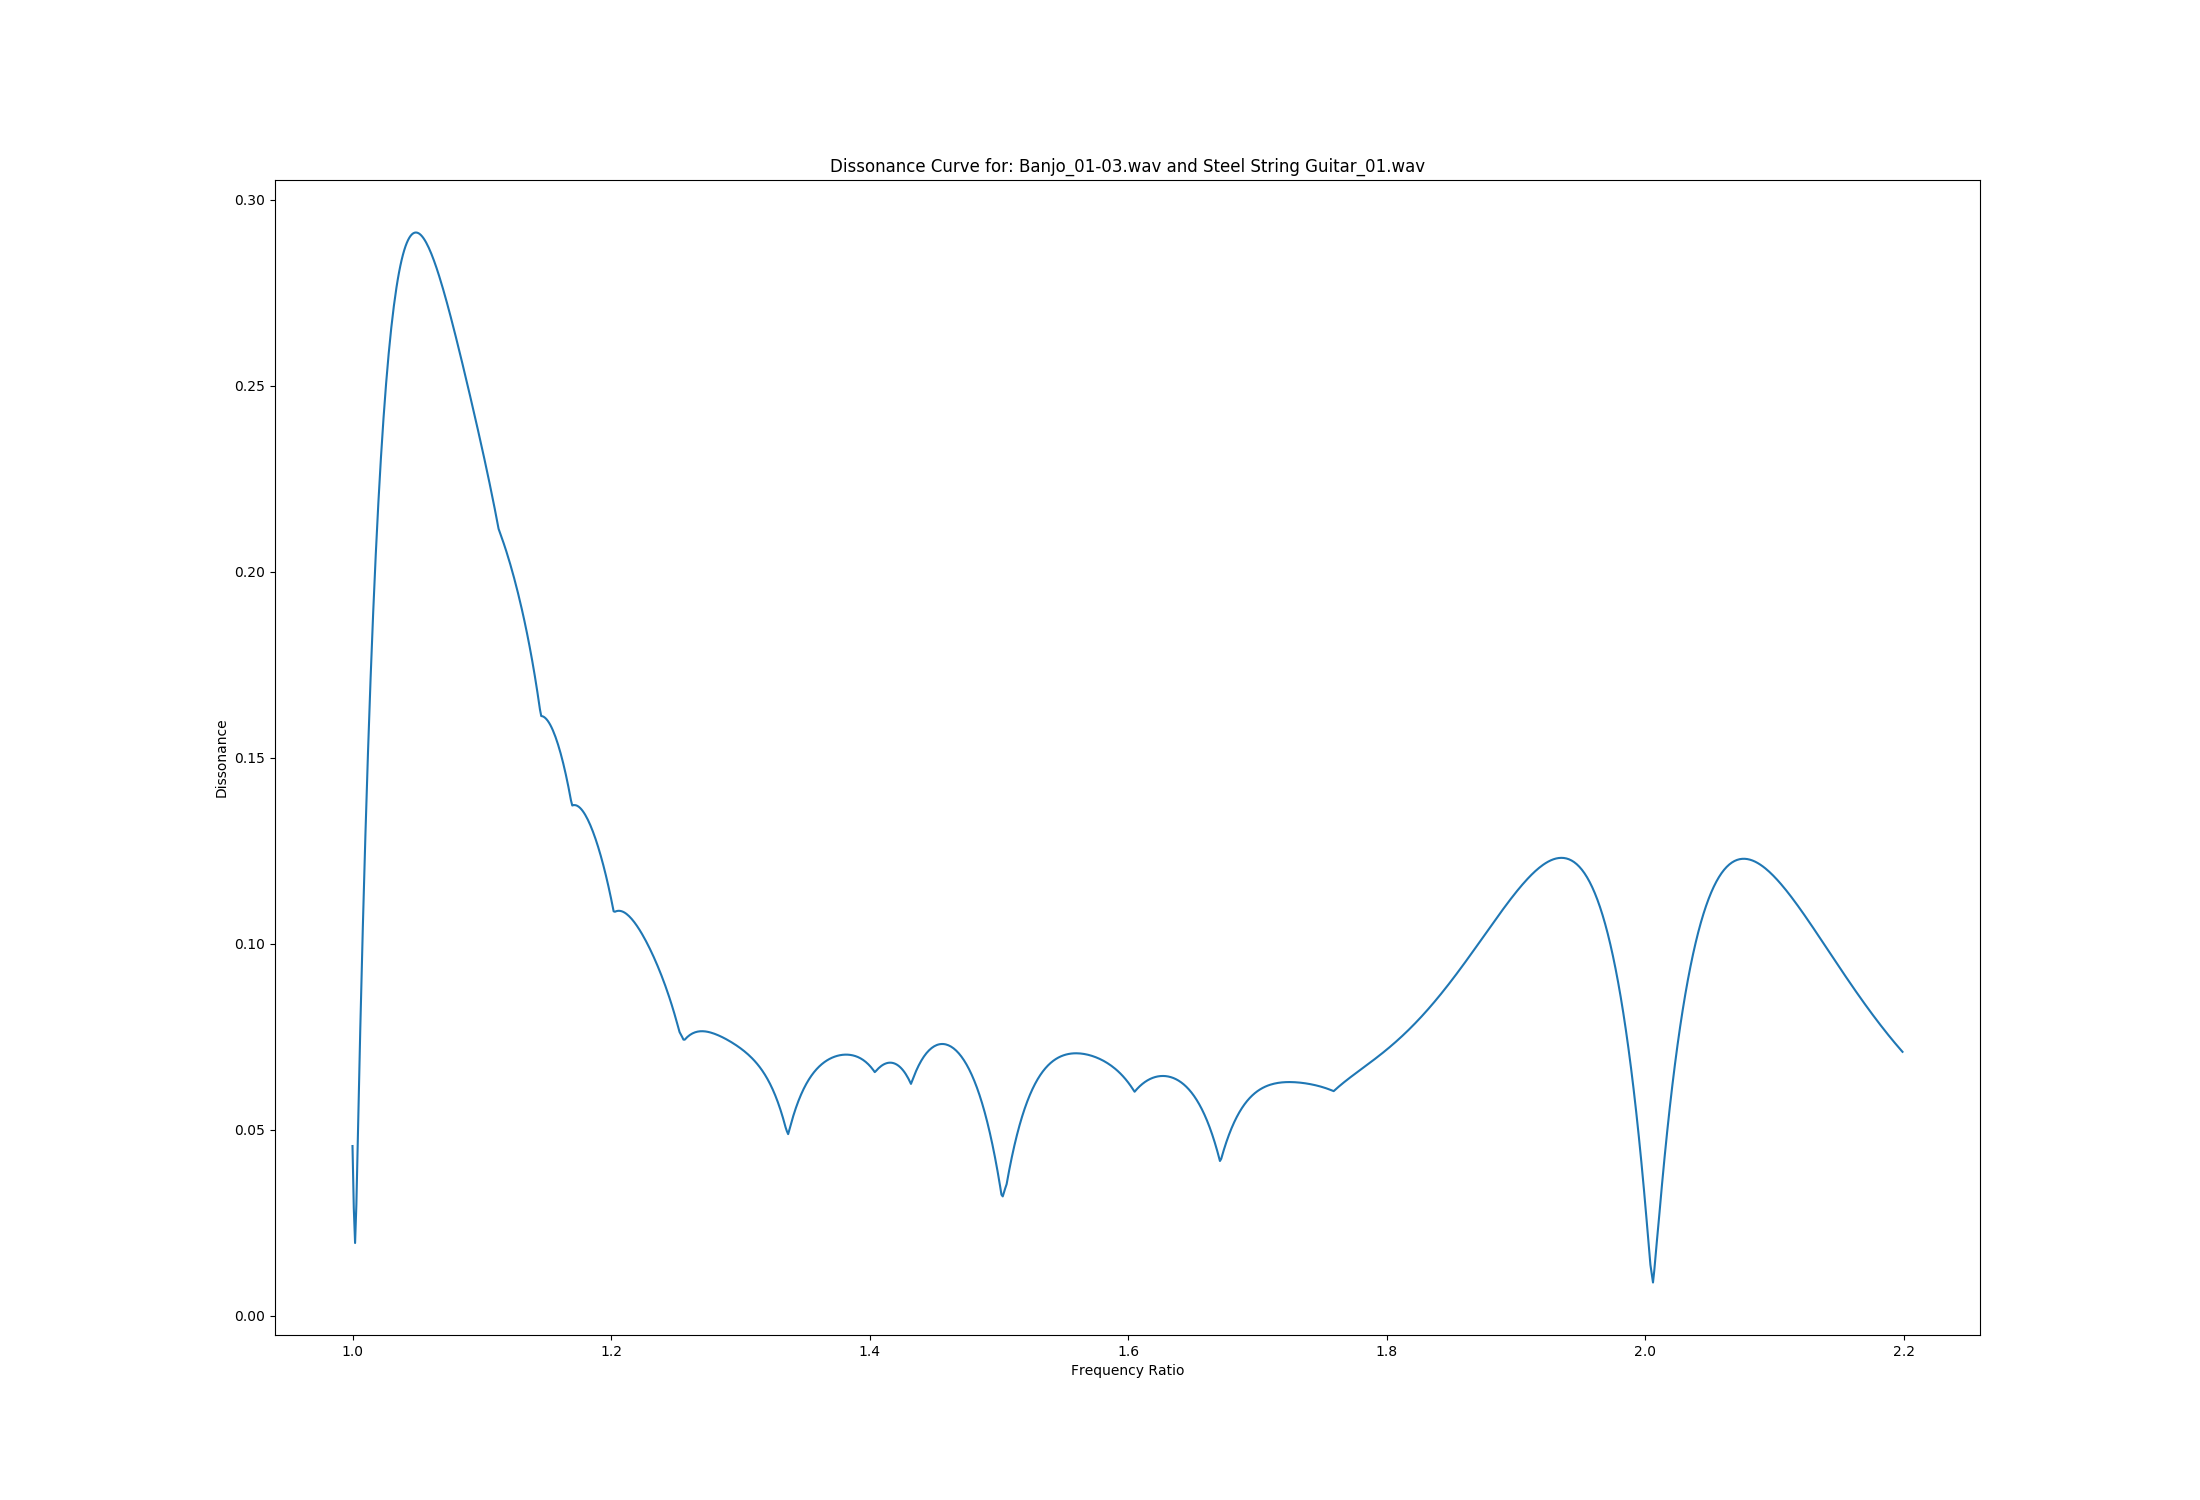 Dissonance Curve for: Banjo_01-03.wav and Steel String Guitar_01.wav
0.30
0.25
0.20
0.15
0.10
0.05
0.00
Dissonance
1.0 1.2 1.4 1.6 1.8 2.0 2.2
Frequency Ratio